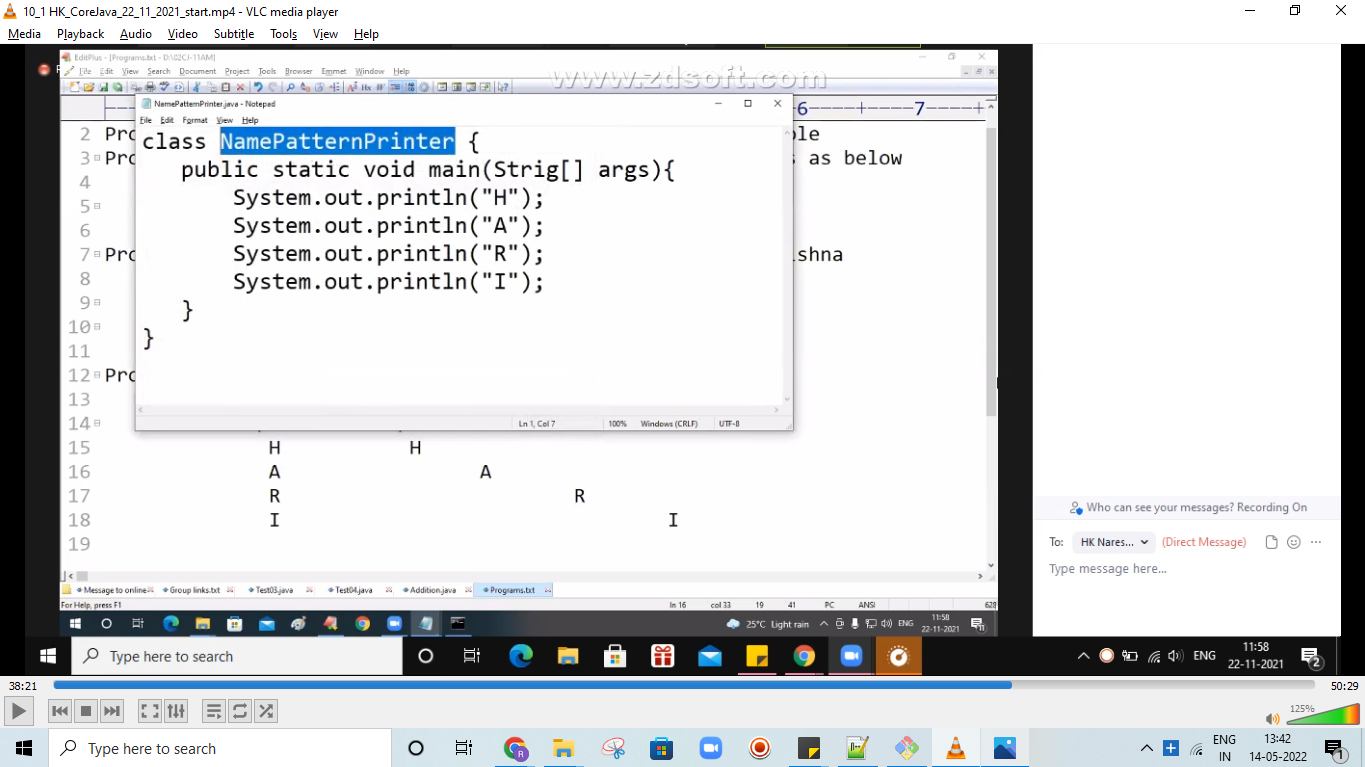 10_1 HK_CoreJava_22_11_2021_start.mp4 - VLC media player
Media Playback Audio Video Subtitle Tools View Help
EditPlus - [Programs.txt - D:\02CJ-11AM]
File Edit View Search Document Project Tools Browser Emmet Window Help
www.zdsoft.com
NamePatternPrinter.java - Notepad
File Edit Format View Help
6----+----7----+
class NamePatternPrinter {
public static void main(Strig[] args){
System.out.println("H");
System.out.println("A");
System.out.println("R");
System.out.println("I");
}
}
Ln 1, Col 7 100% Windows (CRLF) UTF-8
2 Pro ble
3 Pro s as below
4
5
6
7 Pro ishna
8
9
10
11
12 Pro
13
14
15 H H
16 A A
17 R R
18 I I
19
Message to online Group links.txt Test03.java Test04.java Addition.java Programs.txt
For Help, press F1 ln 16 col 33 19 41 PC ANSI 628
25°C Light rain ENG 11:58
22-11-2021
Who can see your messages? Recording On
To: HK Nares... (Direct Message)
Type message here...
Type here to search ENG 11:58
22-11-2021 2
38:21 50:29
125%
Type here to search ENG
IN 13:42
14-05-2022 1